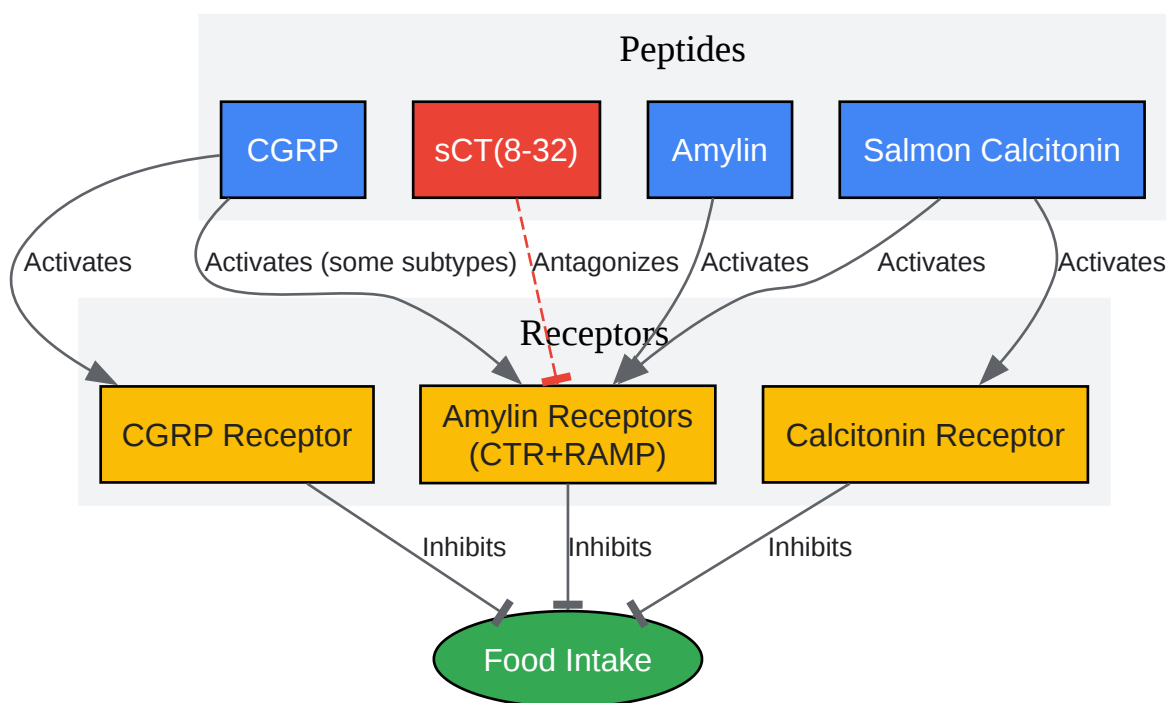 Peptides
CGRP
sCT(8-32)
Amylin
Salmon Calcitonin
Activates
Activates (some subtypes)
Antagonizes
Activates
Activates
Activates
Receptors
CGRP Receptor
Amylin Receptors
(CTR+RAMP)
Calcitonin Receptor
Inhibits
Inhibits
Inhibits
Food Intake